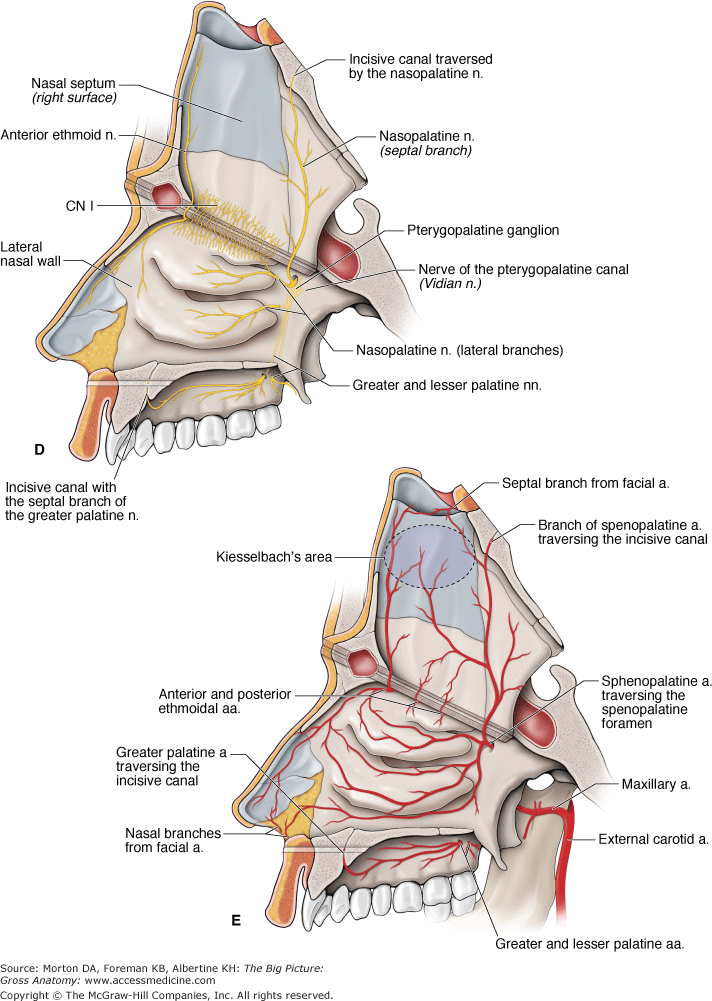 Incisive canal traversed
by the nasopalatine n.
Nasal septum
(right surface)
Anterior ethmoid n.
Nasopalatine n.
(septal branch)
CN I
Pterygopalatine ganglion
Lateral
nasal wall
Nerve of the pterygopalatine canal
(Vidian n.)
Nasopalatine n. (lateral branches)
Greater and lesser palatine nn.
D
Incisive canal with
the septal branch of
the greater palatine n.
Septal branch from facial a.
Branch of spenopalatine a.
traversing the incisive canal
Kiesselbach's area
Anterior and posterior
ethmoidal aa.
Sphenopalatine a.
traversing the
spenopalatine
foramen
Greater palatine a
traversing the
incisive canal
Maxillary a.
Nasal branches
from facial a.
External carotid a.
E
Greater and lesser palatine aa.
Source: Morton DA, Foreman KB, Albertine KH: The Big Picture:
Gross Anatomy: www.accessmedicine.com
Copyright © The McGraw-Hill Companies, Inc. All rights reserved.